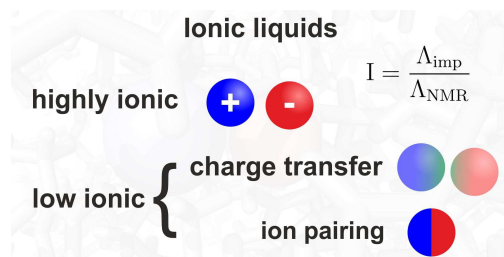 Ionic liquids
I = Λimp / ΛNMR
highly ionic
+ -
charge transfer
low ionic {
ion pairing